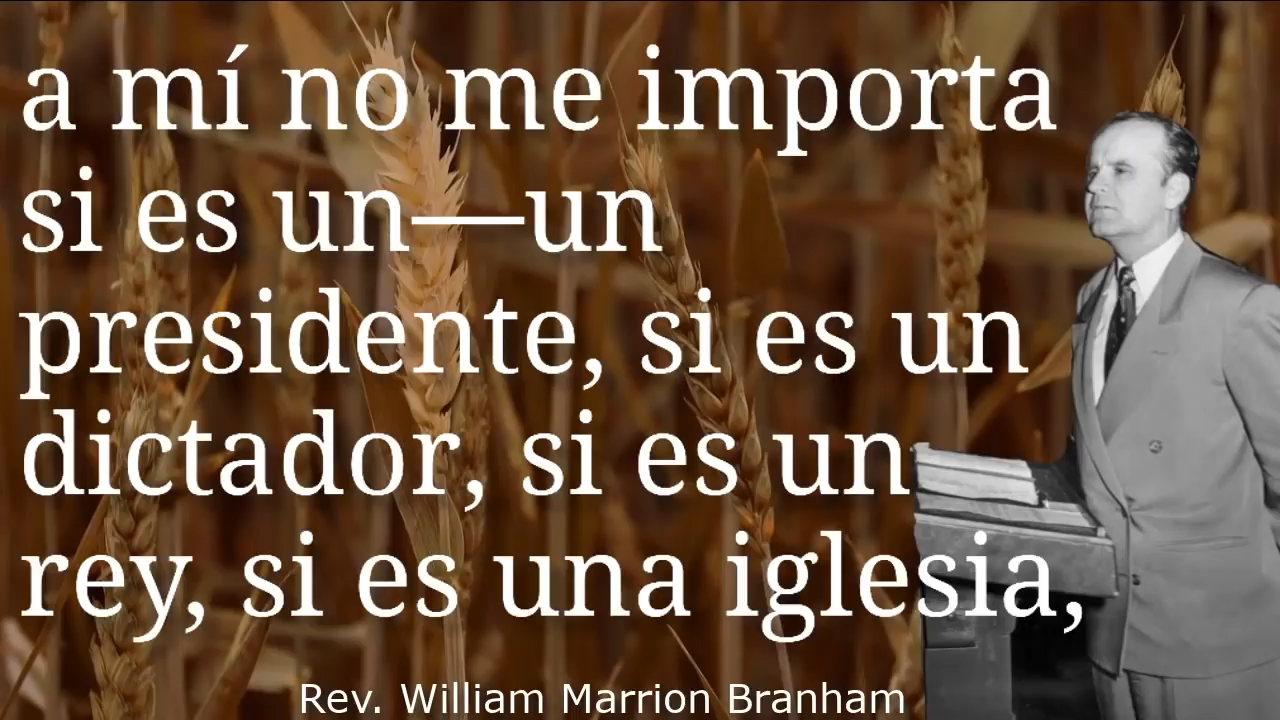 a mí no me importa
si es un—un
presidente, si es un
dictador, si es un
rey, si es una iglesia,
Rev. William Marrion Branham